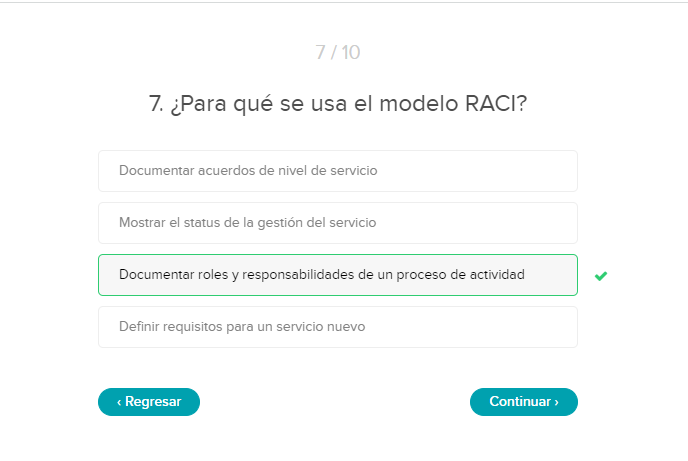 7 / 10
7. ¿Para qué se usa el modelo RACI?
Documentar acuerdos de nivel de servicio
Mostrar el status de la gestión del servicio
Documentar roles y responsabilidades de un proceso de actividad
Definir requisitos para un servicio nuevo
‹ Regresar
Continuar ›